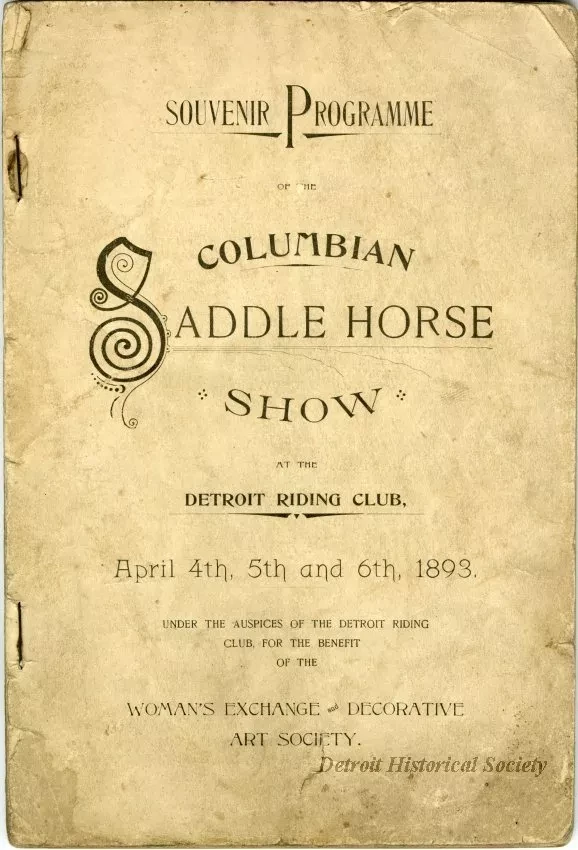 SOUVENIR PROGRAMME
OF THE
COLUMBIAN
SADDLE HORSE
SHOW
AT THE
DETROIT RIDING CLUB,
April 4th, 5th and 6th, 1893.
UNDER THE AUSPICES OF THE DETROIT RIDING
CLUB, FOR THE BENEFIT
OF THE
WOMAN'S EXCHANGE and DECORATIVE
ART SOCIETY.
Detroit Historical Society